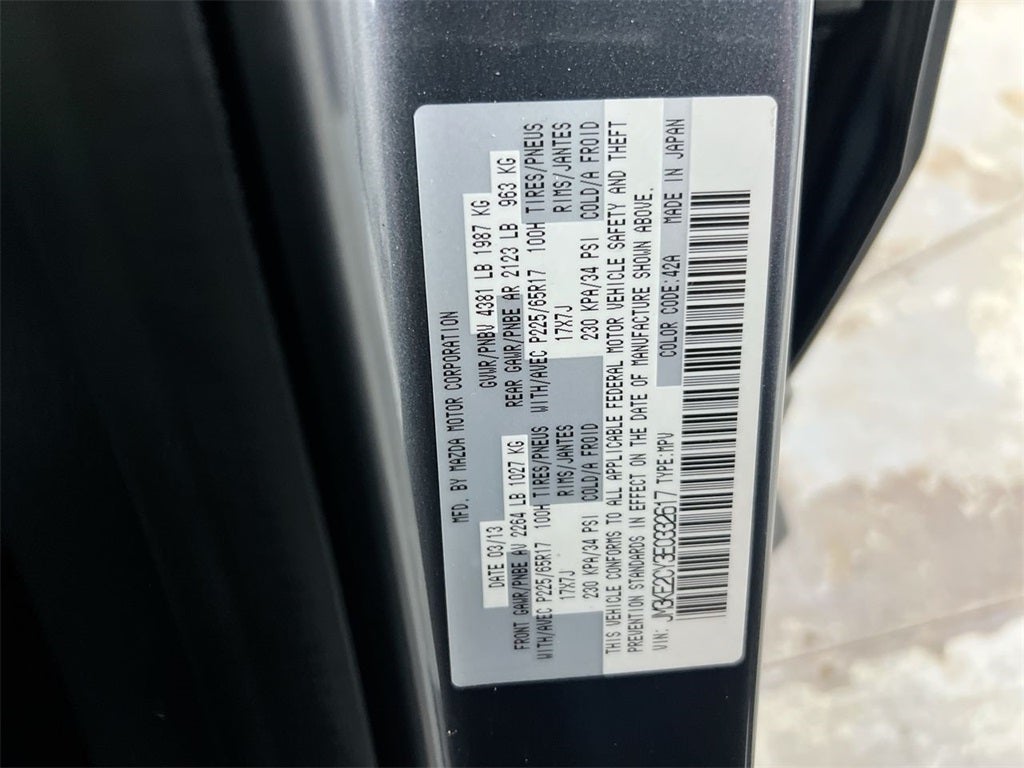 MFD. BY MAZDA MOTOR CORPORATION
DATE 03/13 GVWR/PNBV 4381 LB 1987 KG
FRONT GAWR/PNBE AV 2264 LB 1027 KG REAR GAWR/PNBE AR 2123 LB 963 KG
WITH/AVEC P225/65R17 100H TIRES/PNEUS WITH/AVEC P225/65R17 100H TIRES/PNEUS
17X7J RIMS/JANTES 17X7J RIMS/JANTES
230 KPA/34 PSI COLD/A FROID 230 KPA/34 PSI COLD/A FROID
THIS VEHICLE CONFORMS TO ALL APPLICABLE FEDERAL MOTOR VEHICLE SAFETY AND THEFT
PREVENTION STANDARDS IN EFFECT ON THE DATE OF MANUFACTURE SHOWN ABOVE.
VIN: JM3KE2CY3E0332617 TYPE:MPV COLOR CODE:42A MADE IN JAPAN